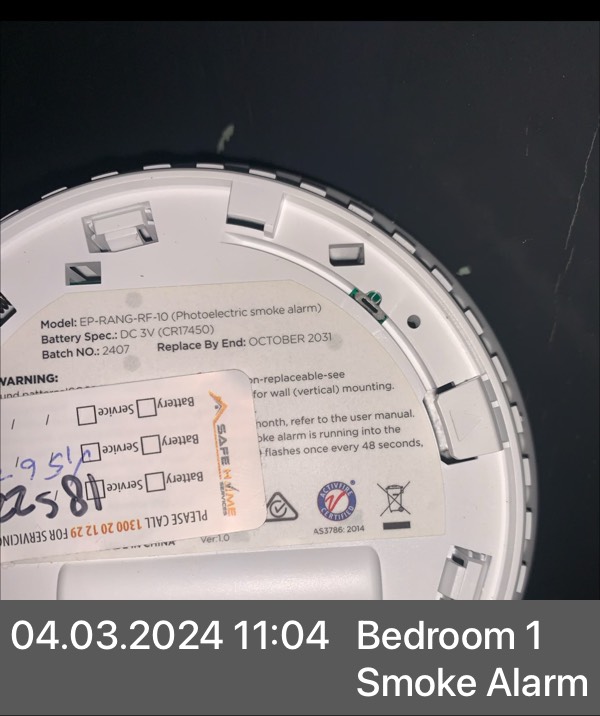 Model: EP-RANG-RF-10 (Photoelectric smoke alarm)
Battery Spec.: DC 3V (CR17450)
Batch NO.: 2407 Replace By End: OCTOBER 2031
WARNING:
on-replaceable-see
for wall (vertical) mounting.
month, refer to the user manual.
oke alarm is running into the
flashes once every 48 seconds,
Battery Service / /
Battery Service
Battery Service
SAFE HOME
SERVICES
PLEASE CALL 1300 20 12 29 FOR SERVICING
ACTIVFIRE
CERTIFIED
AS3786: 2014
CHINA
Ver:1.0
04.03.2024 11:04
Bedroom 1
Smoke Alarm